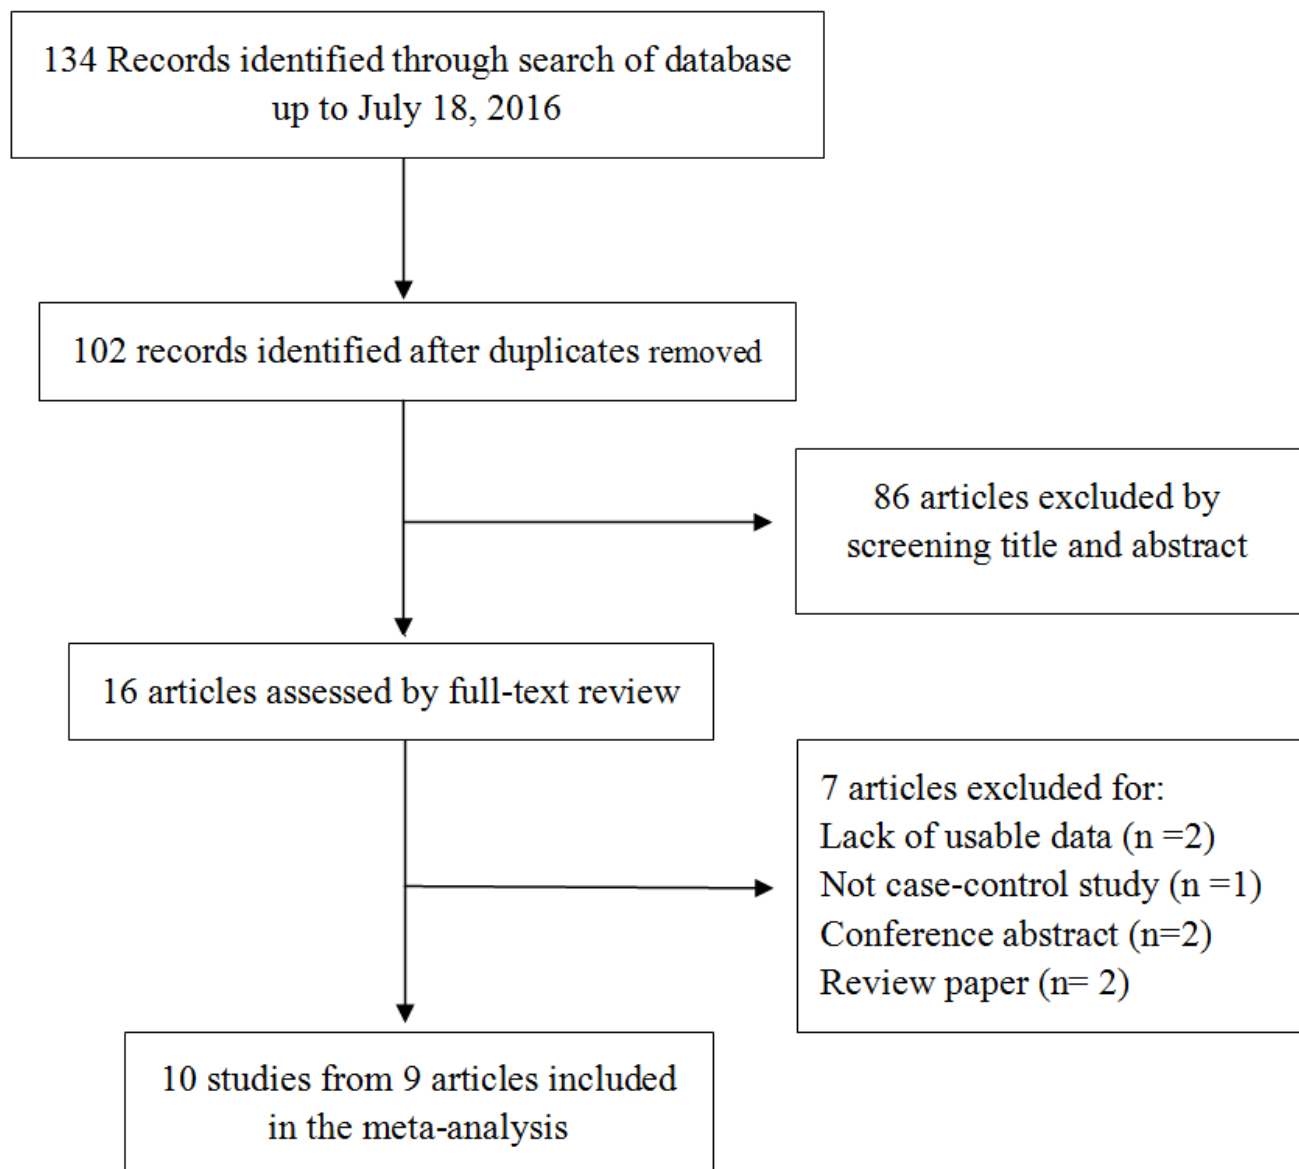 134 Records identified through search of database
up to July 18, 2016
102 records identified after duplicates removed
86 articles excluded by
screening title and abstract
16 articles assessed by full-text review
7 articles excluded for:
Lack of usable data (n =2)
Not case-control study (n =1)
Conference abstract (n=2)
Review paper (n= 2)
10 studies from 9 articles included
in the meta-analysis